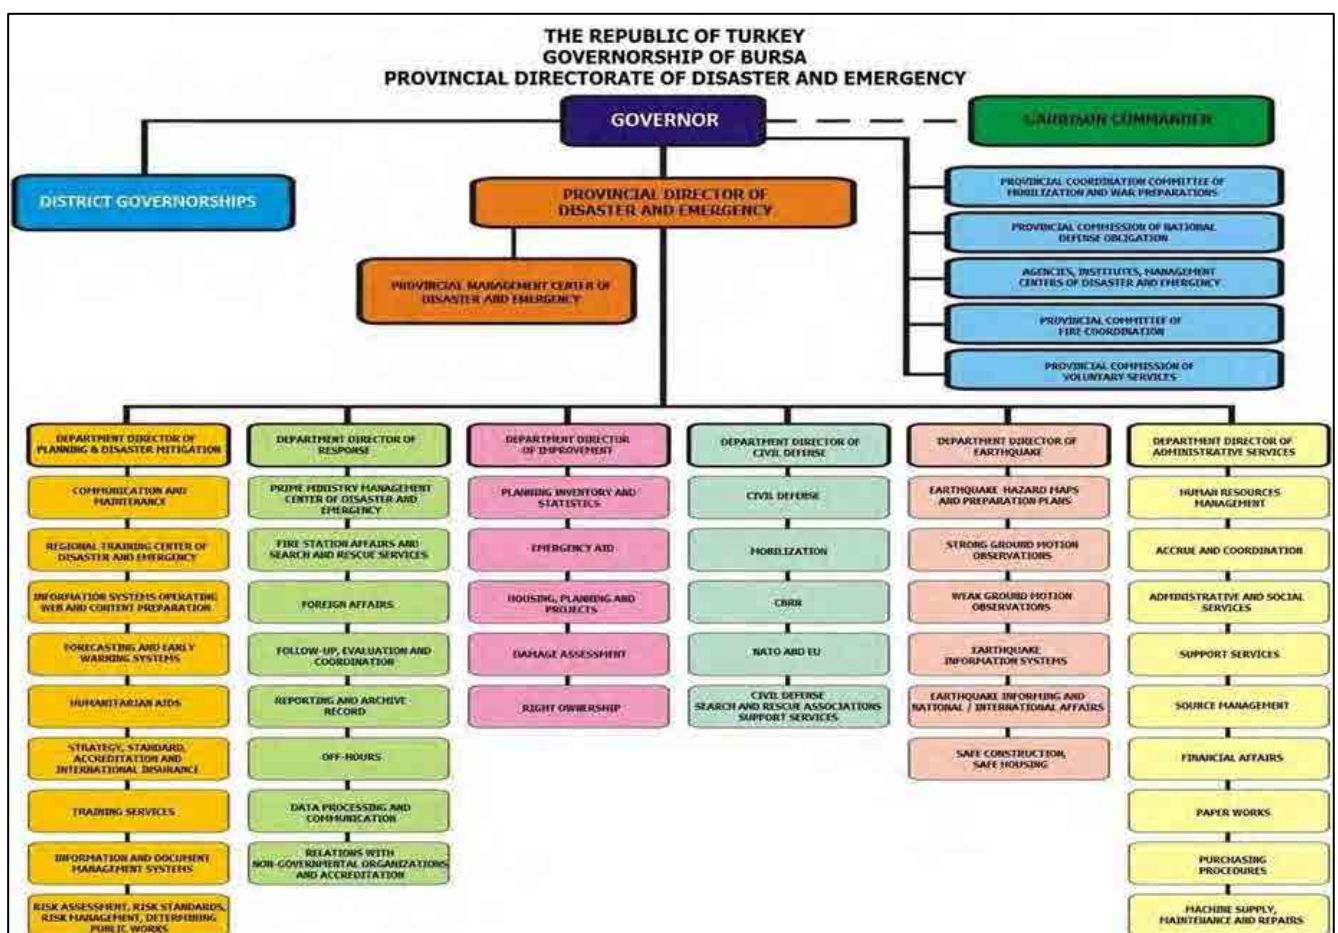 THE REPUBLIC OF TURKEY
GOVERNORSHIP OF BURSA
PROVINCIAL DIRECTORATE OF DISASTER AND EMERGENCY
GOVERNOR
GARRISON COMMANDER
DISTRICT GOVERNORSHIPS
PROVINCIAL DIRECTOR OF
DISASTER AND EMERGENCY
PROVINCIAL MANAGEMENT CENTER OF
DISASTER AND EMERGENCY
PROVINCIAL COORDINATION COMMITTEE OF
MOBILIZATION AND WAR PREPARATIONS
PROVINCIAL COMMISSION OF NATIONAL
DEFENSE OBLIGATION
AGENCIES, INSTITUTES, MANAGEMENT
CENTERS OF DISASTER AND EMERGENCY
PROVINCIAL COMMITTEE OF
FIRE COORDINATION
PROVINCIAL COMMISSION OF
VOLUNTARY SERVICES
DEPARTMENT DIRECTOR OF
PLANNING & DISASTER MITIGATION
COMMUNICATION AND
MAINTENANCE
REGIONAL TRAINING CENTER OF
DISASTER AND EMERGENCY
INFORMATION SYSTEMS OPERATING
WEB AND CONTENT PREPARATION
FORECASTING AND EARLY
WARNING SYSTEMS
HUMANITARIAN AIDS
STRATEGY, STANDARD,
ACCREDITATION AND
INTERNATIONAL INSURANCE
TRAINING SERVICES
INFORMATION AND DOCUMENT
MANAGEMENT SYSTEMS
RISK ASSESSMENT, RISK STANDARDS,
RISK MANAGEMENT, DETERMINING
PUBLIC WORKS
DEPARTMENT DIRECTOR OF
RESPONSE
PRIME MINISTRY MANAGEMENT
CENTER OF DISASTER AND
EMERGENCY
FIRE STATION AFFAIRS AND
SEARCH AND RESCUE SERVICES
FOREIGN AFFAIRS
FOLLOW-UP, EVALUATION AND
COORDINATION
REPORTING AND ARCHIVE
RECORD
OFF-HOURS
DATA PROCESSING AND
COMMUNICATION
RELATIONS WITH
NON-GOVERNMENTAL ORGANIZATIONS
AND ACCREDITATION
DEPARTMENT DIRECTOR
OF IMPROVEMENT
PLANNING INVENTORY AND
STATISTICS
EMERGENCY AID
HOUSING, PLANNING AND
PROJECTS
DAMAGE ASSESSMENT
RIGHT OWNERSHIP
DEPARTMENT DIRECTOR OF
CIVIL DEFENSE
CIVIL DEFENSE
MOBILIZATION
CBRN
NATO AND EU
CIVIL DEFENSE
SEARCH AND RESCUE ASSOCIATIONS
SUPPORT SERVICES
DEPARTMENT DIRECTOR OF
EARTHQUAKE
EARTHQUAKE HAZARD MAPS
AND PREPARATION PLANS
STRONG GROUND MOTION
OBSERVATIONS
WEAK GROUND MOTION
OBSERVATIONS
EARTHQUAKE
INFORMATION SYSTEMS
EARTHQUAKE INFORMING AND
NATIONAL / INTERNATIONAL AFFAIRS
SAFE CONSTRUCTION,
SAFE HOUSING
DEPARTMENT DIRECTOR OF
ADMINISTRATIVE SERVICES
HUMAN RESOURCES
MANAGEMENT
ACCRUE AND COORDINATION
ADMINISTRATIVE AND SOCIAL
SERVICES
SUPPORT SERVICES
SOURCE MANAGEMENT
FINANCIAL AFFAIRS
PAPER WORKS
PURCHASING
PROCEDURES
MACHINE SUPPLY,
MAINTENANCE AND REPAIRS